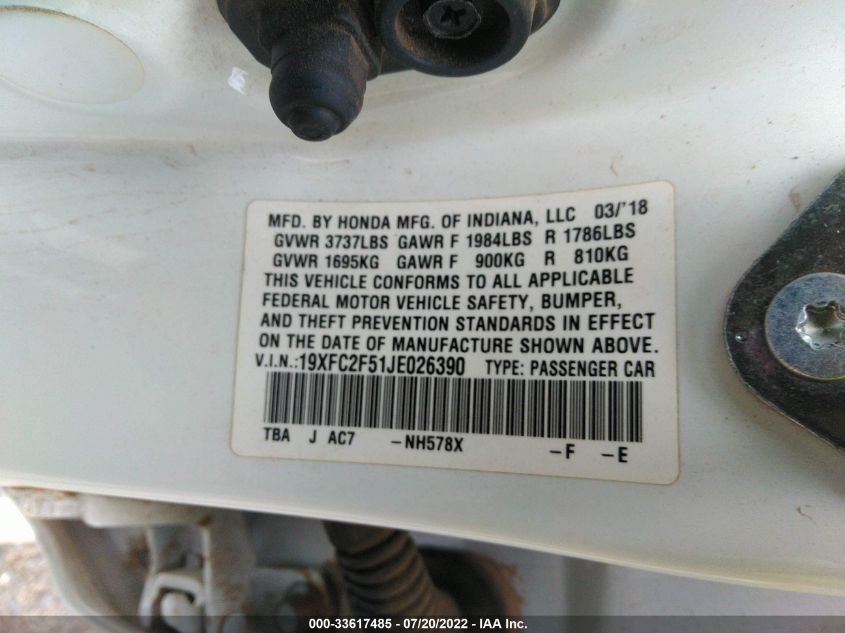 MFD. BY HONDA MFG. OF INDIANA, LLC 03/'18
GVWR 3737LBS GAWR F 1984LBS R 1786LBS
GVWR 1695KG GAWR F 900KG R 810KG
THIS VEHICLE CONFORMS TO ALL APPLICABLE
FEDERAL MOTOR VEHICLE SAFETY, BUMPER,
AND THEFT PREVENTION STANDARDS IN EFFECT
ON THE DATE OF MANUFACTURE SHOWN ABOVE.
V.I.N.:19XFC2F51JE026390 TYPE: PASSENGER CAR
TBA J AC7 -NH578X -F -E
000-33617485 - 07/20/2022 - IAA Inc.